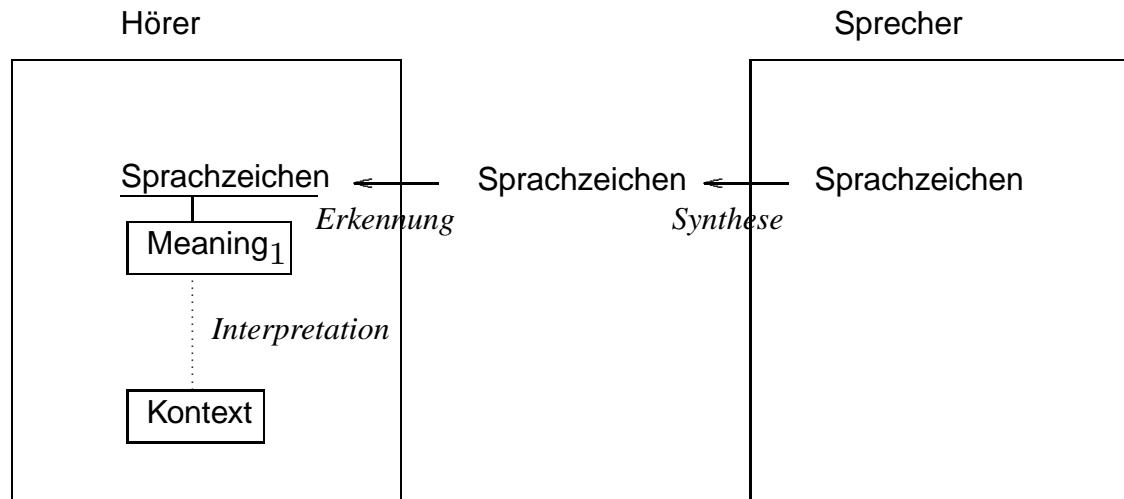 Hörer Sprecher
Sprachzeichen Sprachzeichen Sprachzeichen
Erkennung Synthese
Meaning₁
Interpretation
Kontext